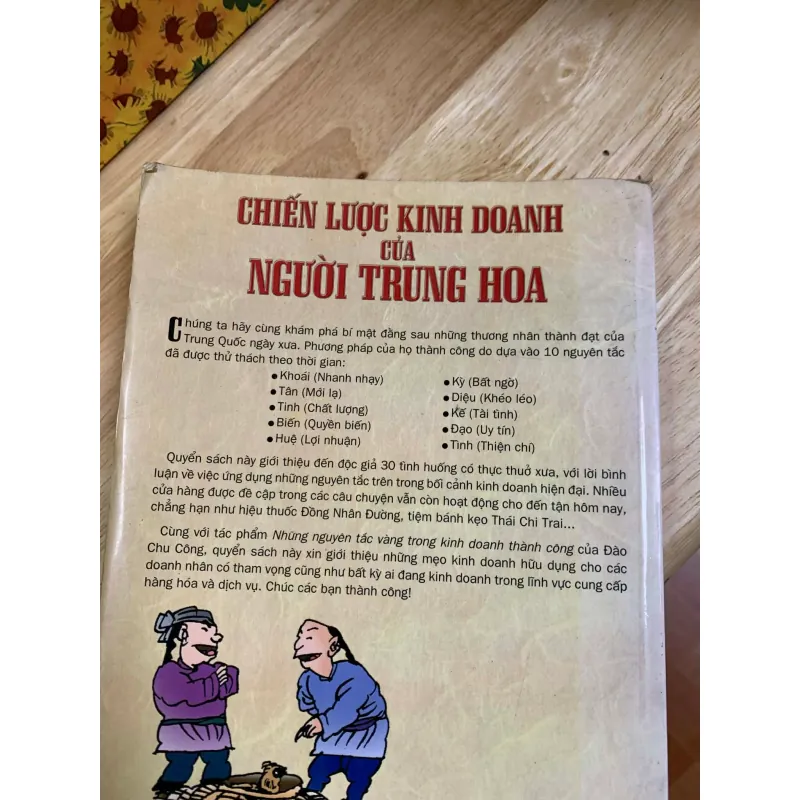 CHIẾN LƯỢC KINH DOANH
CỦA
NGƯỜI TRUNG HOA
Chúng ta hãy cùng khám phá bí mật đằng sau những thương nhân thành đạt của
Trung Quốc ngày xưa. Phương pháp của họ thành công do dựa vào 10 nguyên tắc
đã được thử thách theo thời gian:
● Khoái (Nhanh nhạy)
● Tân (Mới lạ)
● Tinh (Chất lượng)
● Biến (Quyền biến)
● Huệ (Lợi nhuận)
● Kỳ (Bất ngờ)
● Diệu (Khéo léo)
● Kế (Tài tình)
● Đạo (Uy tín)
● Tình (Thiện chí)
Quyển sách này giới thiệu đến độc giả 30 tình huống có thực thuở xưa, với lời bình
luận về việc ứng dụng những nguyên tắc trên trong bối cảnh kinh doanh hiện đại. Nhiều
cửa hàng được đề cập trong các câu chuyện vẫn còn hoạt động cho đến tận hôm nay,
chẳng hạn như hiệu thuốc Đồng Nhân Đường, tiệm bánh kẹo Thái Chi Trai...
Cùng với tác phẩm Những nguyên tắc vàng trong kinh doanh thành công của Đào
Chu Công, quyển sách này xin giới thiệu những mẹo kinh doanh hữu dụng cho các
doanh nhân có tham vọng cũng như bất kỳ ai đang kinh doanh trong lĩnh vực cung cấp
hàng hóa và dịch vụ. Chúc các bạn thành công!